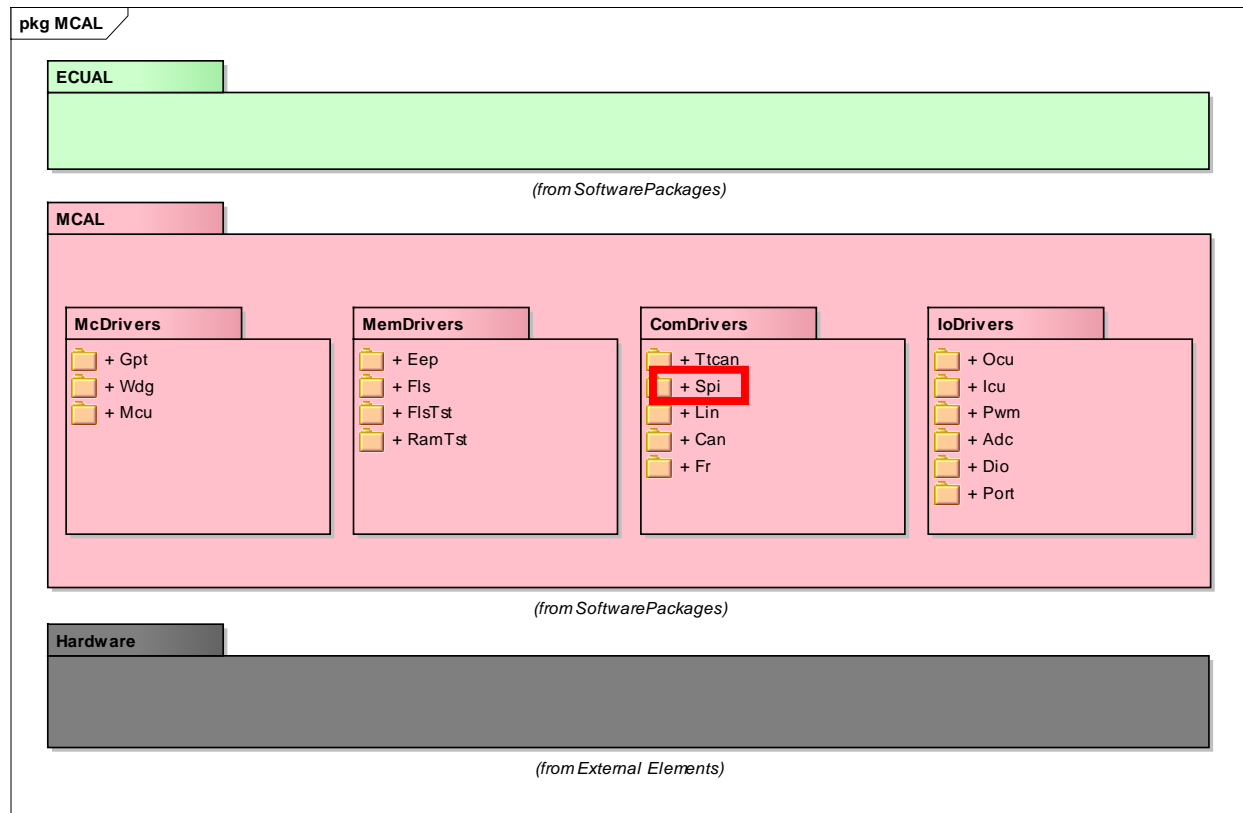 pkg MCAL
ECUAL
(from SoftwarePackages)
MCAL
McDrivers
+ Gpt
+ Wdg
+ Mcu
MemDrivers
+ Eep
+ Fls
+ FlsTst
+ RamTst
ComDrivers
+ Ttcan
+ Spi
+ Lin
+ Can
+ Fr
IoDrivers
+ Ocu
+ Icu
+ Pwm
+ Adc
+ Dio
+ Port
(from SoftwarePackages)
Hardware
(from External Elements)